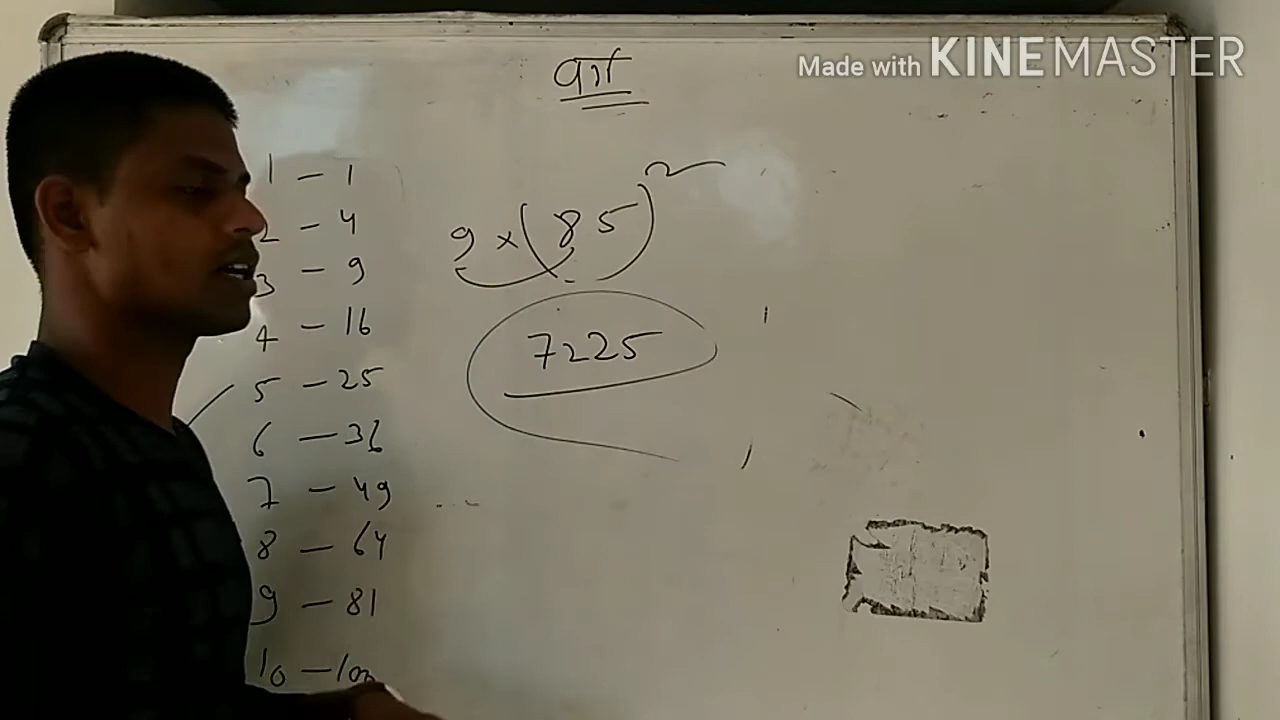 Made with KINEMASTER
वर्ग
1 – 1
2 – 4
3 – 9
4 – 16
5 – 25
6 – 36
7 – 49
8 – 64
9 – 81
10 – 100
9 × (85)²
7225